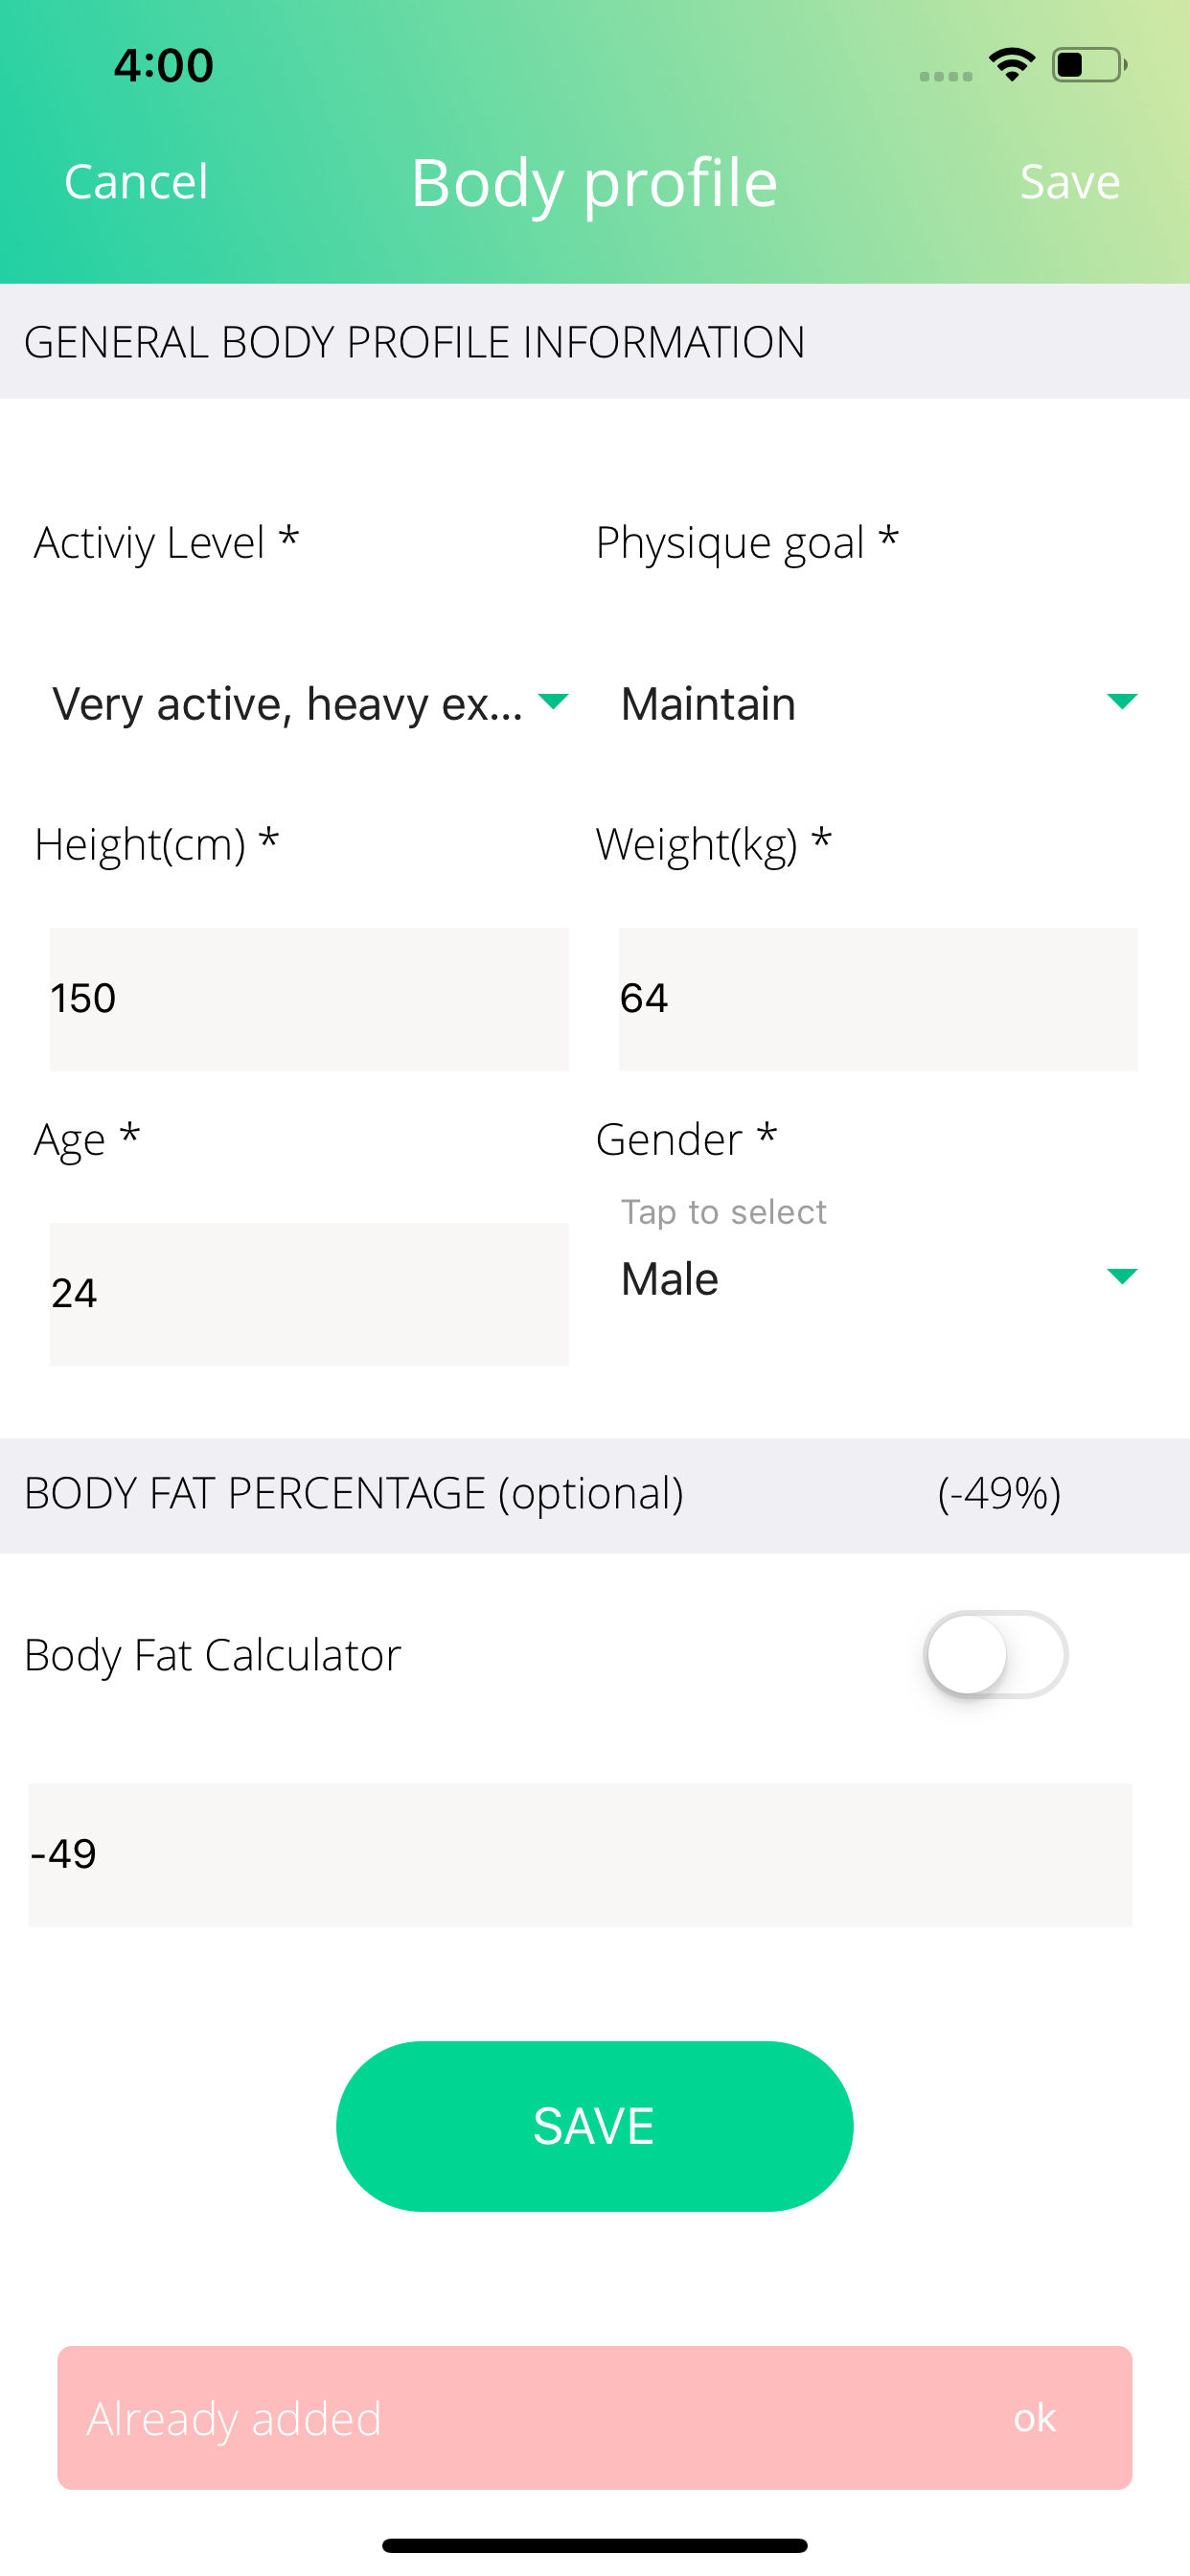 4:00
Cancel Body profile Save
GENERAL BODY PROFILE INFORMATION
Activiy Level * Physique goal *
Very active, heavy ex... Maintain
Height(cm) * Weight(kg) *
150 64
Age * Gender *
Tap to select
24 Male
BODY FAT PERCENTAGE (optional) (-49%)
Body Fat Calculator
-49
SAVE
Already added ok